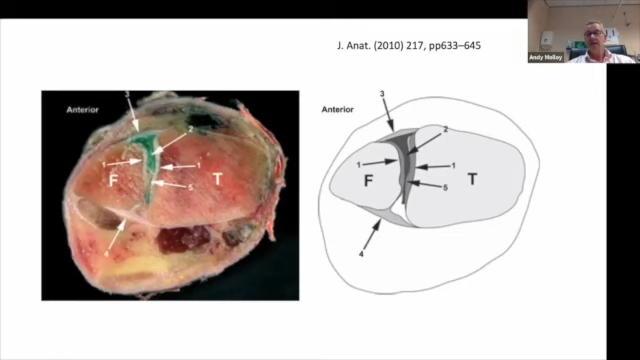 J. Anat. (2010) 217, pp633–645
Andy Molloy
Anterior
3
2
1
1
F
T
5
4
Anterior
3
2
1
1
F
T
5
4